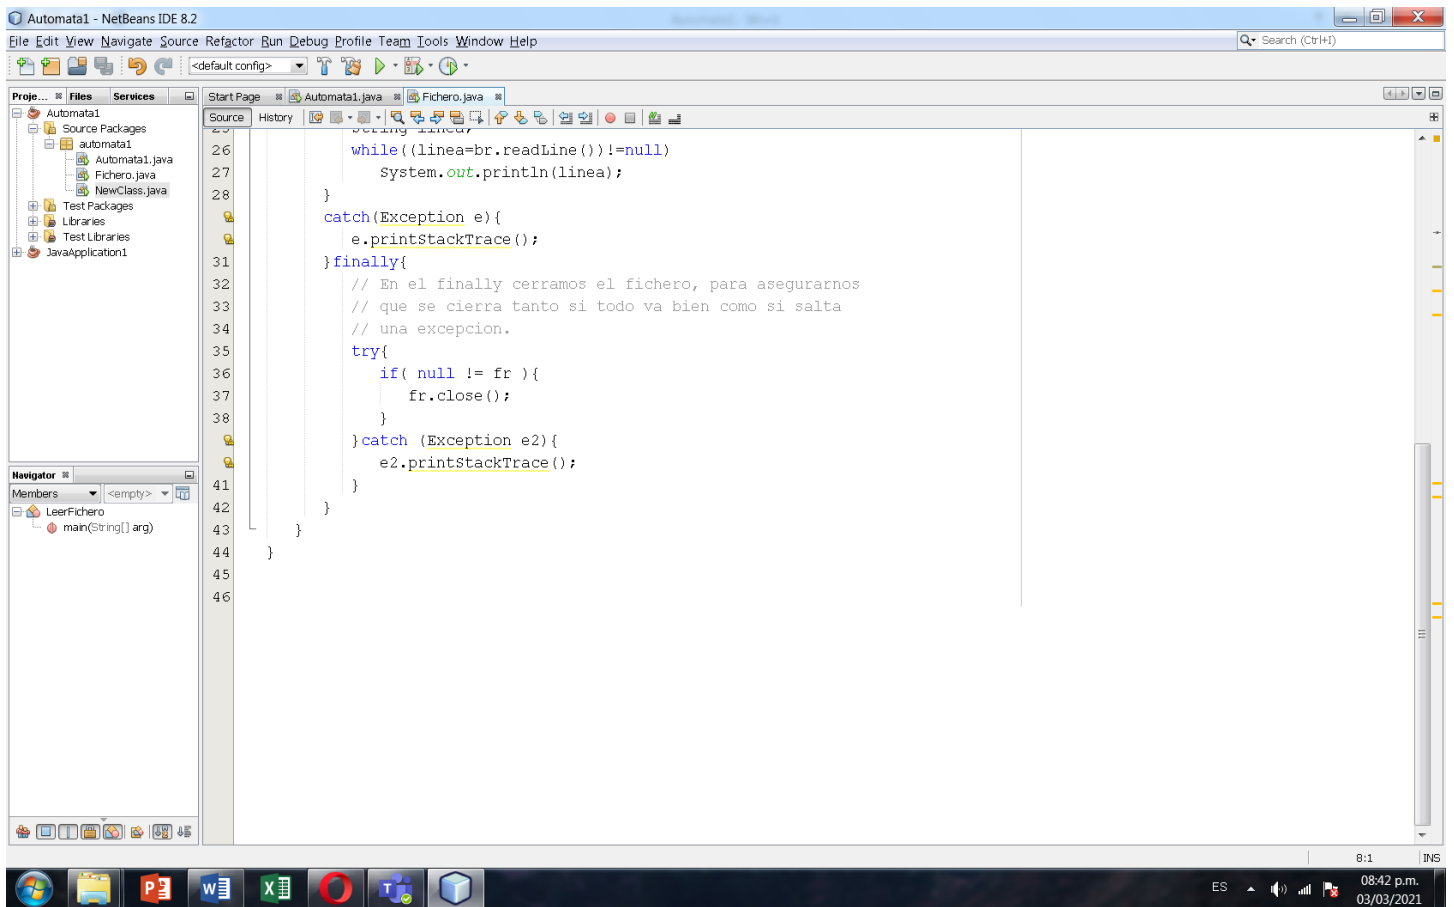 Automata1 - NetBeans IDE 8.2
File Edit View Navigate Source Refactor Run Debug Profile Team Tools Window Help
Search (Ctrl+I)
<default config>
Proje... Files Services
Start Page Automata1.java Fichero.java
Source History
Automata1
Source Packages
automata1
Automata1.java
Fichero.java
NewClass.java
Test Packages
Libraries
Test Libraries
JavaApplication1
Navigator
Members <empty>
LeerFichero
main(String[] arg)
25 String linea;
26 while((linea=br.readLine())!=null)
27 System.out.println(linea);
28 }
catch(Exception e){
e.printStackTrace();
31 }finally{
32 // En el finally cerramos el fichero, para asegurarnos
33 // que se cierra tanto si todo va bien como si salta
34 // una excepcion.
35 try{
36 if( null != fr ){
37 fr.close();
38 }
}catch (Exception e2){
e2.printStackTrace();
41 }
42 }
43 }
44 }
45
46
8:1 INS
ES 08:42 p.m.
03/03/2021